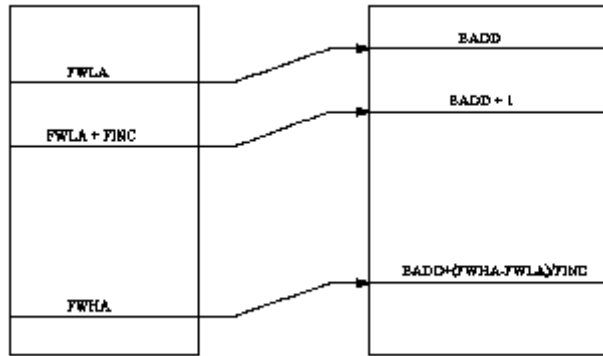 BADD
FWLA
BADD + 1
FWLA + FINC
BADD+(FWHA-FWLA)/FINC
FWHA